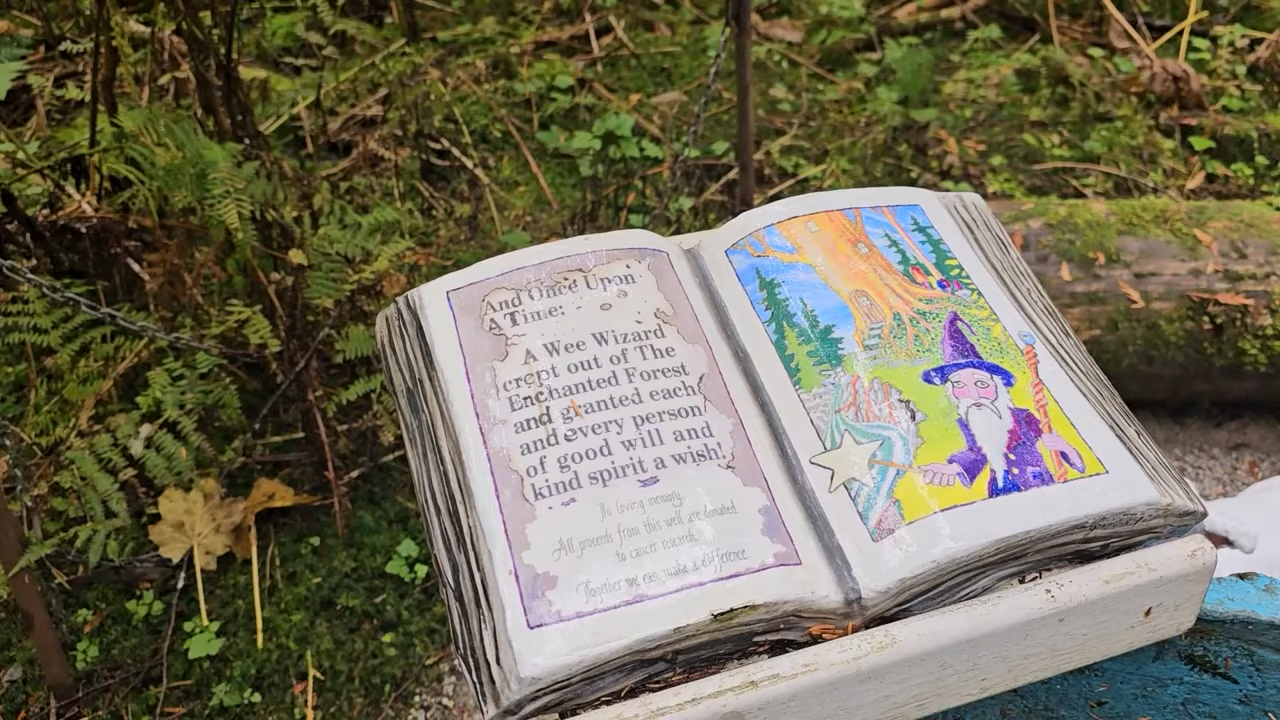 And Once Upon
A Time:
A Wee Wizard
crept out of The
Enchanted Forest
and granted each
and every person
of good will and
kind spirit a wish!
In loving memory.
All proceeds from this well are donated
to cancer research.
Together we can make a difference.